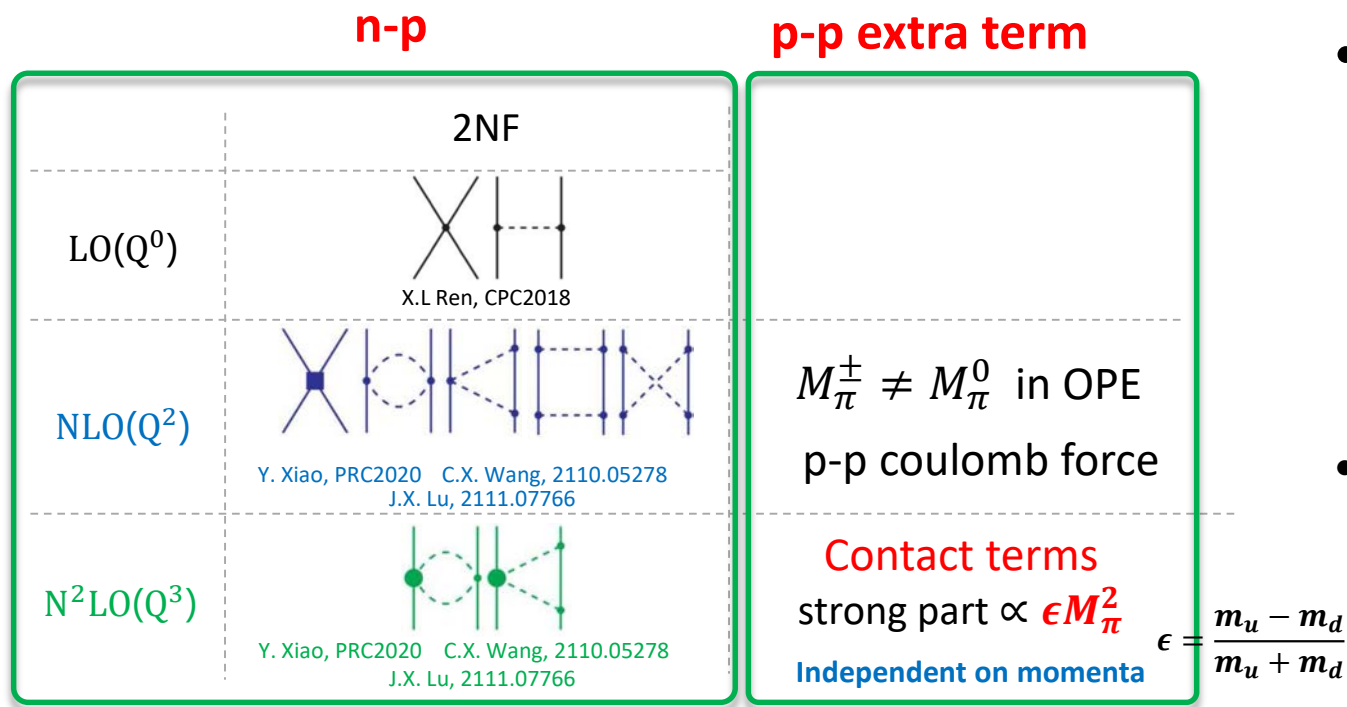 n-p
p-p extra term
2NF
LO(Q⁰)
X.L Ren, CPC2018
NLO(Q²)
Y. Xiao, PRC2020 C.X. Wang, 2110.05278
J.X. Lu, 2111.07766
M_π^± ≠ M_π^0 in OPE
p-p coulomb force
N²LO(Q³)
Y. Xiao, PRC2020 C.X. Wang, 2110.05278
J.X. Lu, 2111.07766
Contact terms
strong part ∝ ϵM_π^2
Independent on momenta
ϵ = (m_u − m_d)/(m_u + m_d)